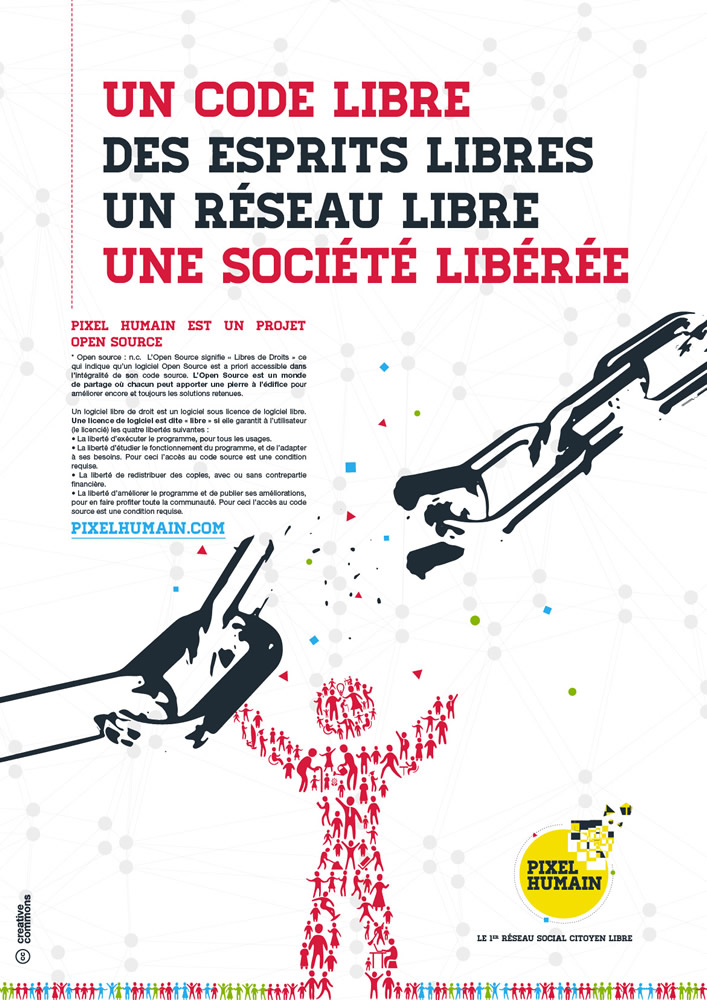 UN CODE LIBRE
DES ESPRITS LIBRES
UN RÉSEAU LIBRE
UNE SOCIÉTÉ LIBÉRÉE
PIXEL HUMAIN EST UN PROJET
OPEN SOURCE
* Open source : n.c. L'Open Source signifie « Libres de Droits » ce
qui indique qu'un logiciel Open Source est a priori accessible dans
l'intégralité de son code source. L'Open Source est un monde
de partage où chacun peut apporter une pierre à l'édifice pour
améliorer encore et toujours les solutions retenues.
Un logiciel libre de droit est un logiciel sous licence de logiciel libre.
Une licence de logiciel est dite « libre » si elle garantit à l'utilisateur
(le licencié) les quatre libertés suivantes :
• La liberté d'exécuter le programme, pour tous les usages.
• La liberté d'étudier le fonctionnement du programme, et de l'adapter
à ses besoins. Pour ceci l'accès au code source est une condition
requise.
• La liberté de redistribuer des copies, avec ou sans contrepartie
financière.
• La liberté d'améliorer le programme et de publier ses améliorations,
pour en faire profiter toute la communauté. Pour ceci l'accès au code
source est une condition requise.
PIXELHUMAIN.COM
PIXEL
HUMAIN
LE 1ER RÉSEAU SOCIAL CITOYEN LIBRE
cc
creative
commons